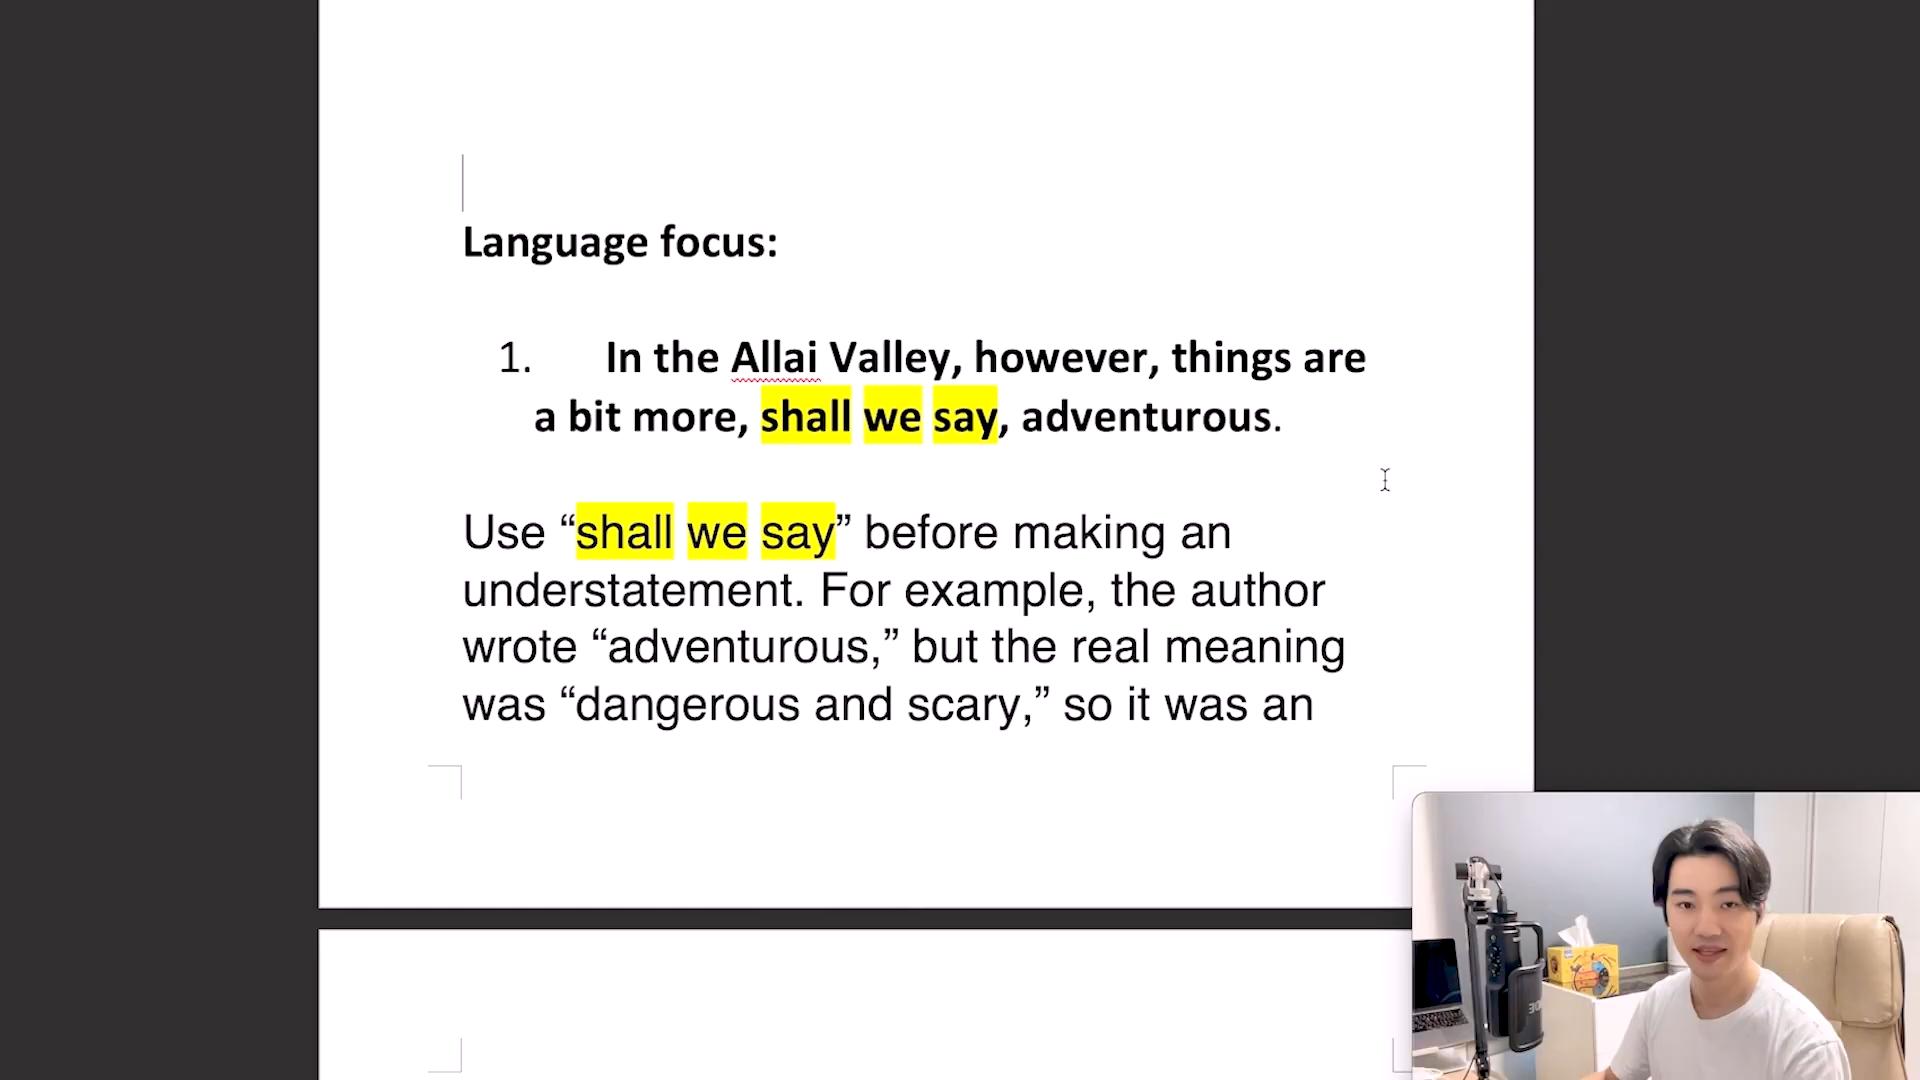 Language focus:
1. In the Allai Valley, however, things are
a bit more, shall we say, adventurous.
Use “shall we say” before making an
understatement. For example, the author
wrote “adventurous,” but the real meaning
was “dangerous and scary,” so it was an